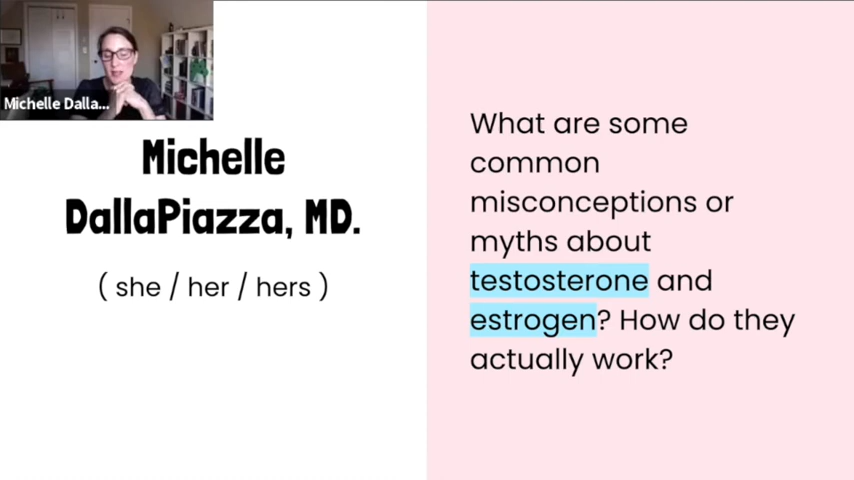 Michelle Dalla...
Michelle
DallaPiazza, MD.
( she / her / hers )
What are some
common
misconceptions or
myths about
testosterone and
estrogen? How do they
actually work?